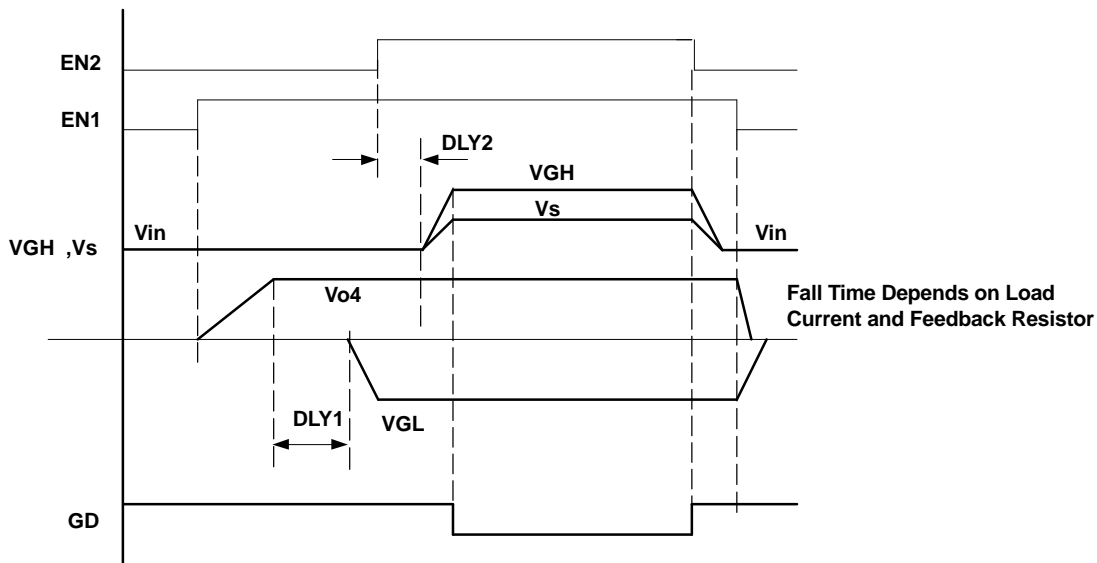 EN2
EN1
DLY2
VGH
Vs
Vin
Vin
VGH ,Vs
Vo4
Fall Time Depends on Load
Current and Feedback Resistor
DLY1
VGL
GD